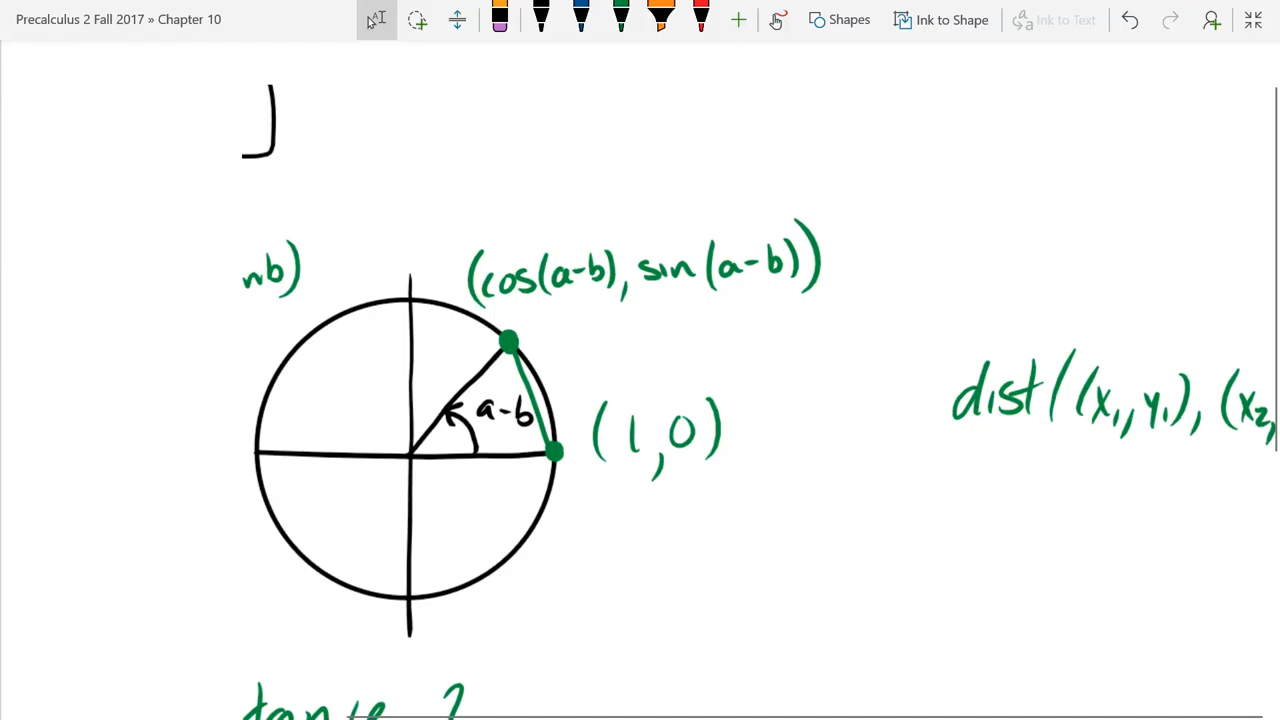 Precalculus 2 Fall 2017 » Chapter 10
Shapes
Ink to Shape
Ink to Text
nb)
(cos(a-b), sin(a-b))
a-b
(1,0)
dist((x₁,y₁), (x₂,
tance ?